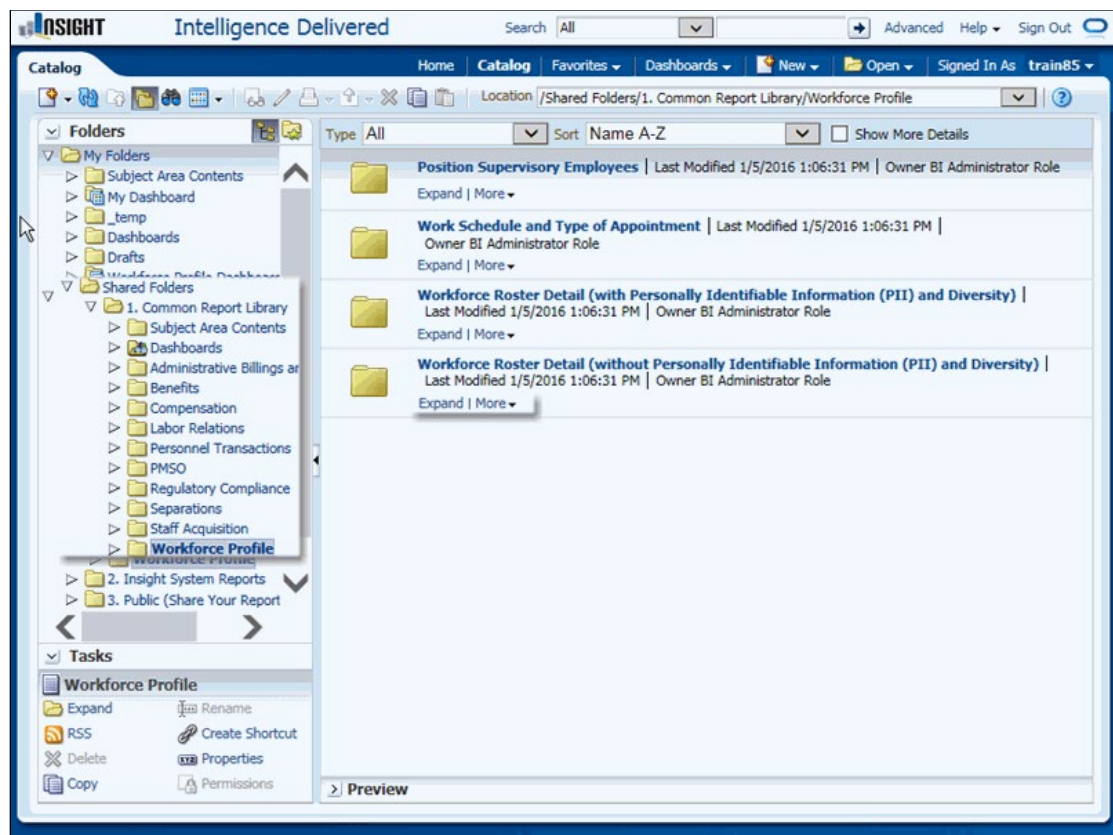 INSIGHT Intelligence Delivered Search All Advanced Help Sign Out
Catalog Home Catalog Favorites Dashboards New Open Signed In As train85
Location /Shared Folders/1. Common Report Library/Workforce Profile
Folders
My Folders
Subject Area Contents
My Dashboard
_temp
Dashboards
Drafts
Workforce Profile Dashboar
Shared Folders
1. Common Report Library
Subject Area Contents
Dashboards
Administrative Billings ar
Benefits
Compensation
Labor Relations
Personnel Transactions
PMSO
Regulatory Compliance
Separations
Staff Acquisition
Workforce Profile
Workforce Profile
2. Insight System Reports
3. Public (Share Your Report
Tasks
Workforce Profile
Expand Rename
RSS Create Shortcut
Delete XYZ Properties
Copy Permissions
Type All Sort Name A-Z Show More Details
Position Supervisory Employees | Last Modified 1/5/2016 1:06:31 PM | Owner BI Administrator Role
Expand | More
Work Schedule and Type of Appointment | Last Modified 1/5/2016 1:06:31 PM |
Owner BI Administrator Role
Expand | More
Workforce Roster Detail (with Personally Identifiable Information (PII) and Diversity) |
Last Modified 1/5/2016 1:06:31 PM | Owner BI Administrator Role
Expand | More
Workforce Roster Detail (without Personally Identifiable Information (PII) and Diversity) |
Last Modified 1/5/2016 1:06:31 PM | Owner BI Administrator Role
Expand | More
Preview